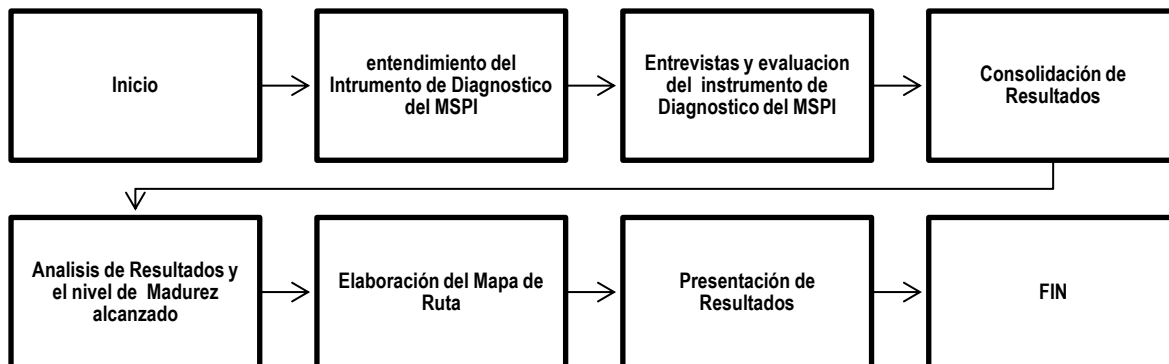 Inicio
entendimiento del
Intrumento de Diagnostico
del MSPI
Entrevistas y evaluacion
del instrumento de
Diagnostico del MSPI
Consolidación de
Resultados
Analisis de Resultados y
el nivel de Madurez
alcanzado
Elaboración del Mapa de
Ruta
Presentación de
Resultados
FIN